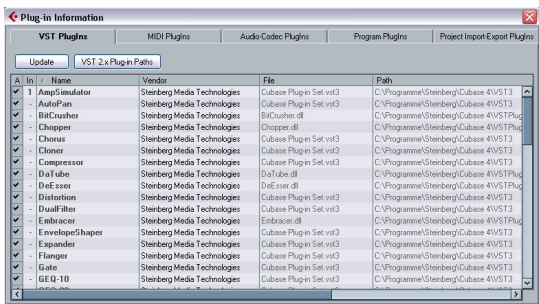 Plug-in Information
VST PlugIns MIDI PlugIns Audio-Codec PlugIns Program PlugIns Project Import-Export PlugIns
Update VST 2.x Plug-in Paths
A In / Name Vendor File Path
1 AmpSimulator Steinberg Media Technologies Cubase Plug-in Set.vst3 C:\Programme\Steinberg\Cubase 4\VST3
- AutoPan Steinberg Media Technologies Cubase Plug-in Set.vst3 C:\Programme\Steinberg\Cubase 4\VST3
- BitCrusher Steinberg Media Technologies BitCrusher.dll C:\Programme\Steinberg\Cubase 4\VSTPlug
- Chopper Steinberg Media Technologies Chopper.dll C:\Programme\Steinberg\Cubase 4\VSTPlug
- Chorus Steinberg Media Technologies Cubase Plug-in Set.vst3 C:\Programme\Steinberg\Cubase 4\VST3
- Cloner Steinberg Media Technologies Cubase Plug-in Set.vst3 C:\Programme\Steinberg\Cubase 4\VST3
- Compressor Steinberg Media Technologies Cubase Plug-in Set.vst3 C:\Programme\Steinberg\Cubase 4\VST3
- DaTube Steinberg Media Technologies DaTube.dll C:\Programme\Steinberg\Cubase 4\VSTPlug
- DeEsser Steinberg Media Technologies DeEsser.dll C:\Programme\Steinberg\Cubase 4\VSTPlug
- Distortion Steinberg Media Technologies Cubase Plug-in Set.vst3 C:\Programme\Steinberg\Cubase 4\VST3
- DualFilter Steinberg Media Technologies Cubase Plug-in Set.vst3 C:\Programme\Steinberg\Cubase 4\VST3
- Embracer Steinberg Media Technologies Embracer.dll C:\Programme\Steinberg\Cubase 4\VSTPlug
- EnvelopeShaper Steinberg Media Technologies Cubase Plug-in Set.vst3 C:\Programme\Steinberg\Cubase 4\VST3
- Expander Steinberg Media Technologies Cubase Plug-in Set.vst3 C:\Programme\Steinberg\Cubase 4\VST3
- Flanger Steinberg Media Technologies Cubase Plug-in Set.vst3 C:\Programme\Steinberg\Cubase 4\VST3
- Gate Steinberg Media Technologies Cubase Plug-in Set.vst3 C:\Programme\Steinberg\Cubase 4\VST3
- GEQ-10 Steinberg Media Technologies Cubase Plug-in Set.vst3 C:\Programme\Steinberg\Cubase 4\VST3